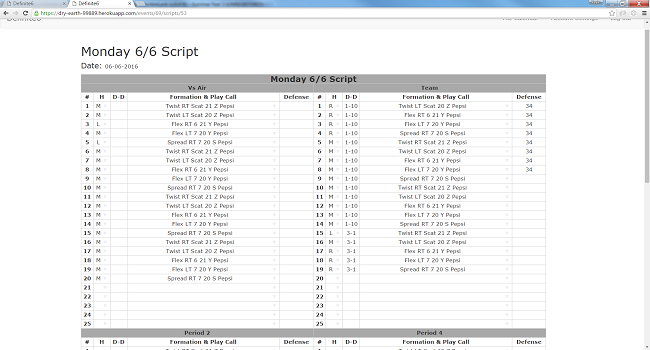 Definite6
Definite6
https://dry-earth-99889.herokuapp.com/events/69/scripts/53
Monday 6/6 Script
Date: 06-06-2016
Monday 6/6 Script
Vs Air Team
# H D-D Formation & Play Call Defense # H D-D Formation & Play Call Defense
1 M Twist RT Scat 21 Z Pepsi 1 R 1-10 Twist LT Scat 20 Z Pepsi 34
2 M Twist LT Scat 20 Z Pepsi 2 R 1-10 Flex RT 6 21 Y Pepsi 34
3 L Flex RT 6 21 Y Pepsi 3 R 1-10 Flex LT 7 20 Y Pepsi 34
4 M Flex LT 7 20 Y Pepsi 4 R 1-10 Spread RT 7 20 S Pepsi 34
5 L Spread RT 7 20 S Pepsi 5 M 1-10 Twist RT Scat 21 Z Pepsi 34
6 M Twist RT Scat 21 Z Pepsi 6 M 1-10 Twist LT Scat 20 Z Pepsi 34
7 M Twist LT Scat 20 Z Pepsi 7 M 1-10 Flex RT 6 21 Y Pepsi 34
8 M Flex RT 6 21 Y Pepsi 8 M 1-10 Flex LT 7 20 Y Pepsi 34
9 M Flex LT 7 20 Y Pepsi 9 M 1-10 Spread RT 7 20 S Pepsi
10 M Spread RT 7 20 S Pepsi 10 M 1-10 Twist RT Scat 21 Z Pepsi
11 M Twist RT Scat 21 Z Pepsi 11 M 1-10 Twist LT Scat 20 Z Pepsi
12 M Twist LT Scat 20 Z Pepsi 12 M 1-10 Flex RT 6 21 Y Pepsi
13 M Flex RT 6 21 Y Pepsi 13 M 1-10 Flex LT 7 20 Y Pepsi
14 M Flex LT 7 20 Y Pepsi 14 M 1-10 Spread RT 7 20 S Pepsi
15 M Spread RT 7 20 S Pepsi 15 L 3-1 Twist RT Scat 21 Z Pepsi
16 M Twist RT Scat 21 Z Pepsi 16 M 3-1 Twist LT Scat 20 Z Pepsi
17 M Twist LT Scat 20 Z Pepsi 17 R 3-1 Flex RT 6 21 Y Pepsi
18 M Flex RT 6 21 Y Pepsi 18 R 3-1 Flex LT 7 20 Y Pepsi
19 M Flex LT 7 20 Y Pepsi 19 R 3-1 Spread RT 7 20 S Pepsi
20 M Spread RT 7 20 S Pepsi 20
21 21
22 22
23 23
24 24
25 25
Period 2 Period 4
# H D-D Formation & Play Call Defense # H D-D Formation & Play Call Defense